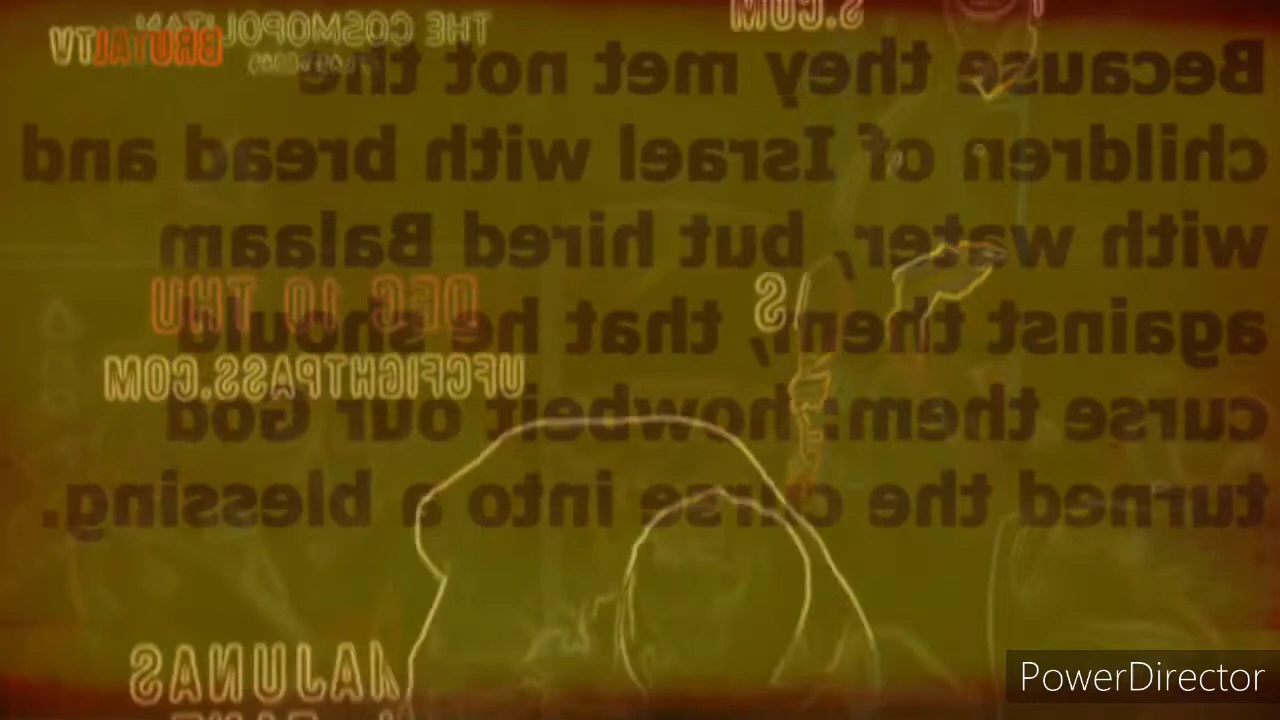 BRUTALTV
THE COSMOPOLITAN
S.COM
Because they met not the
children of Israel with bread and
with water, but hired Balaam
against them, that he should
curse them: howbeit our God
turned the curse into a blessing.
DEC 10 THU
S
UFCFIGHTPASS.COM
NAJUNAS
PowerDirector